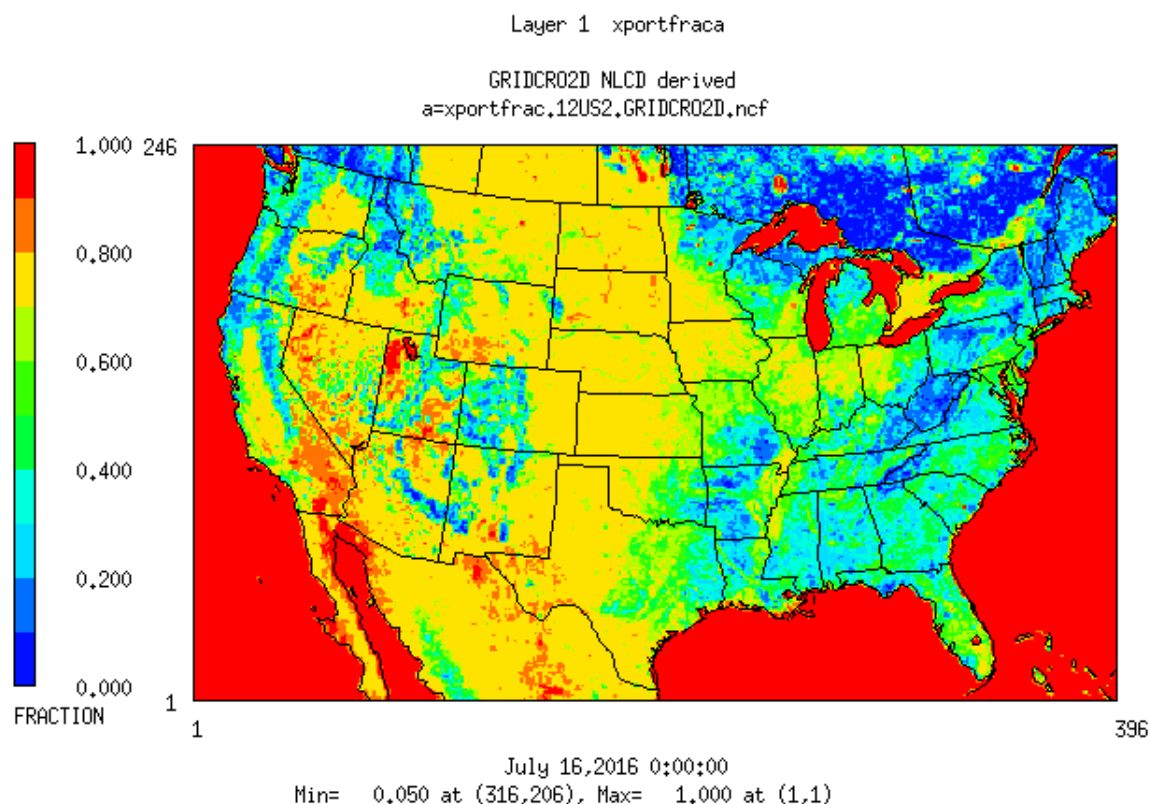 Layer 1 xportfraca
GRIDCRO2D NLCD derived
a=xportfrac.12US2.GRIDCRO2D.ncf
1.000
0.800
0.600
0.400
0.200
0.000
FRACTION
246
1
1
396
July 16,2016 0:00:00
Min= 0.050 at (316,206), Max= 1.000 at (1,1)